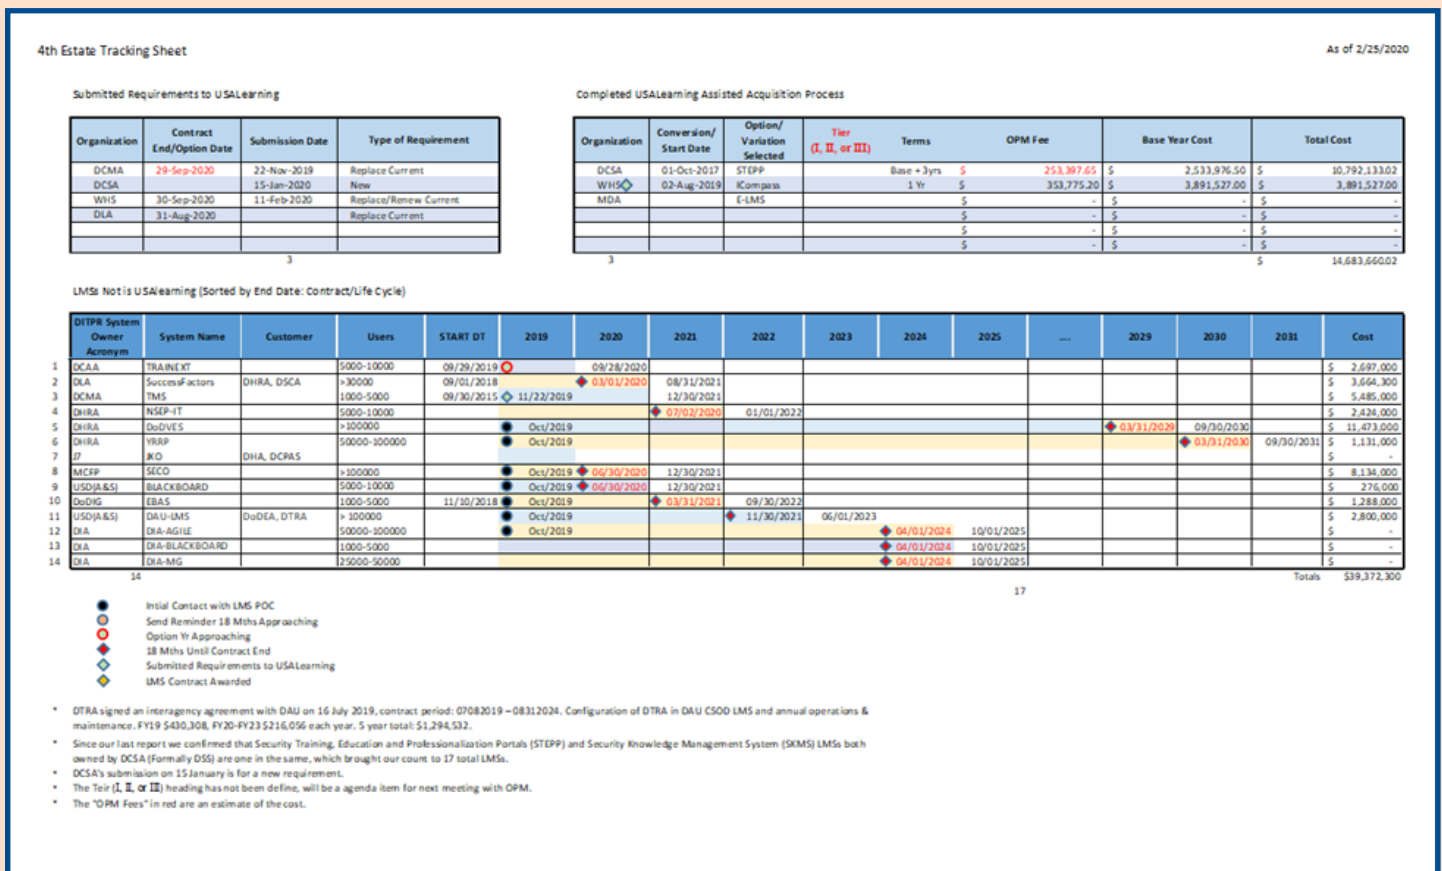 4th Estate Tracking Sheet
As of 2/25/2020
Submitted Requirements to USALearning
Organization Contract End/Option Date Submission Date Type of Requirement
DCMA 29-Sep-2020 22-Nov-2019 Replace Current
DCSA 15-Jan-2020 New
WHS 30-Sep-2020 11-Feb-2020 Replace/Renew Current
DLA 31-Aug-2020 Replace Current
3
Completed USALearning Assisted Acquisition Process
Organization Conversion/ Start Date Option/ Variation Selected Tier (I, II, or III) Terms OPM Fee Base Year Cost Total Cost
DCSA 01-Oct-2017 STEPP Base + 3yrs $ 253,397.65 $ 2,533,976.50 $ 10,792,133.02
WHS 02-Aug-2019 ICompass 1 Yr $ 353,775.20 $ 3,891,527.00 $ 3,891,527.00
MDA E-LMS $ - $ - $ -
$ - $ - $ -
$ - $ - $ -
$ - $ - $ -
3 $ 14,683,660.02
LMSs Not is USAlearning (Sorted by End Date: Contract/Life Cycle)
DITPR System Owner Acronym System Name Customer Users START DT 2019 2020 2021 2022 2023 2024 2025 .... 2029 2030 2031 Cost
1 DCAA TRAINEXT 5000-10000 09/29/2019 09/28/2020 $ 2,697,000
2 DLA SuccessFactors DHRA, DSCA >30000 09/01/2018 03/01/2020 08/31/2021 $ 3,664,300
3 DCMA TMS 1000-5000 09/30/2015 11/22/2019 12/30/2021 $ 5,485,000
4 DHRA NSEP-IT 5000-10000 07/02/2020 01/01/2022 $ 2,424,000
5 DHRA DoDVES >100000 Oct/2019 03/31/2029 09/30/2030 $ 11,473,000
6 DHRA YRRP 50000-100000 Oct/2019 03/31/2030 09/30/2031 $ 1,131,000
7 J7 JKO DHA, DCPAS $ -
8 MCFP SECO >100000 Oct/2019 06/30/2020 12/30/2021 $ 8,134,000
9 USD(A&S) BLACKBOARD 5000-10000 Oct/2019 06/30/2020 12/30/2021 $ 276,000
10 DoDIG EBAS 1000-5000 11/10/2018 Oct/2019 03/31/2021 09/30/2022 $ 1,288,000
11 USD(A&S) DAU-LMS DoDEA, DTRA > 100000 Oct/2019 11/30/2021 06/01/2023 $ 2,800,000
12 DIA DIA-AGILE 50000-100000 Oct/2019 04/01/2024 10/01/2025 $ -
13 DIA DIA-BLACKBOARD 1000-5000 04/01/2024 10/01/2025 $ -
14 DIA DIA-MG 25000-50000 04/01/2024 10/01/2025 $ -
14 Totals $39,372,300
17
Intial Contact with LMS POC
Send Reminder 18 Mths Approaching
Option Yr Approaching
18 Mths Until Contract End
Submitted Requirements to USALearning
LMS Contract Awarded
* DTRA signed an interagency agreement with DAU on 16 July 2019, contract period: 07082019 – 08312024. Configuration of DTRA in DAU CSOD LMS and annual operations &
maintenance. FY19 $430,308, FY20-FY23 $216,056 each year. 5 year total: $1,294,532.
* Since our last report we confirmed that Security Training, Education and Professionalization Portals (STEPP) and Security Knowledge Management System (SKMS) LMSs both
owned by DCSA (Formally DSS) are one in the same, which brought our count to 17 total LMSs.
* DCSA's submission on 15 January is for a new requirement.
* The Teir (I, II, or III) heading has not been define, will be a agenda item for next meeting with OPM.
* The "OPM Fees" in red are an estimate of the cost.